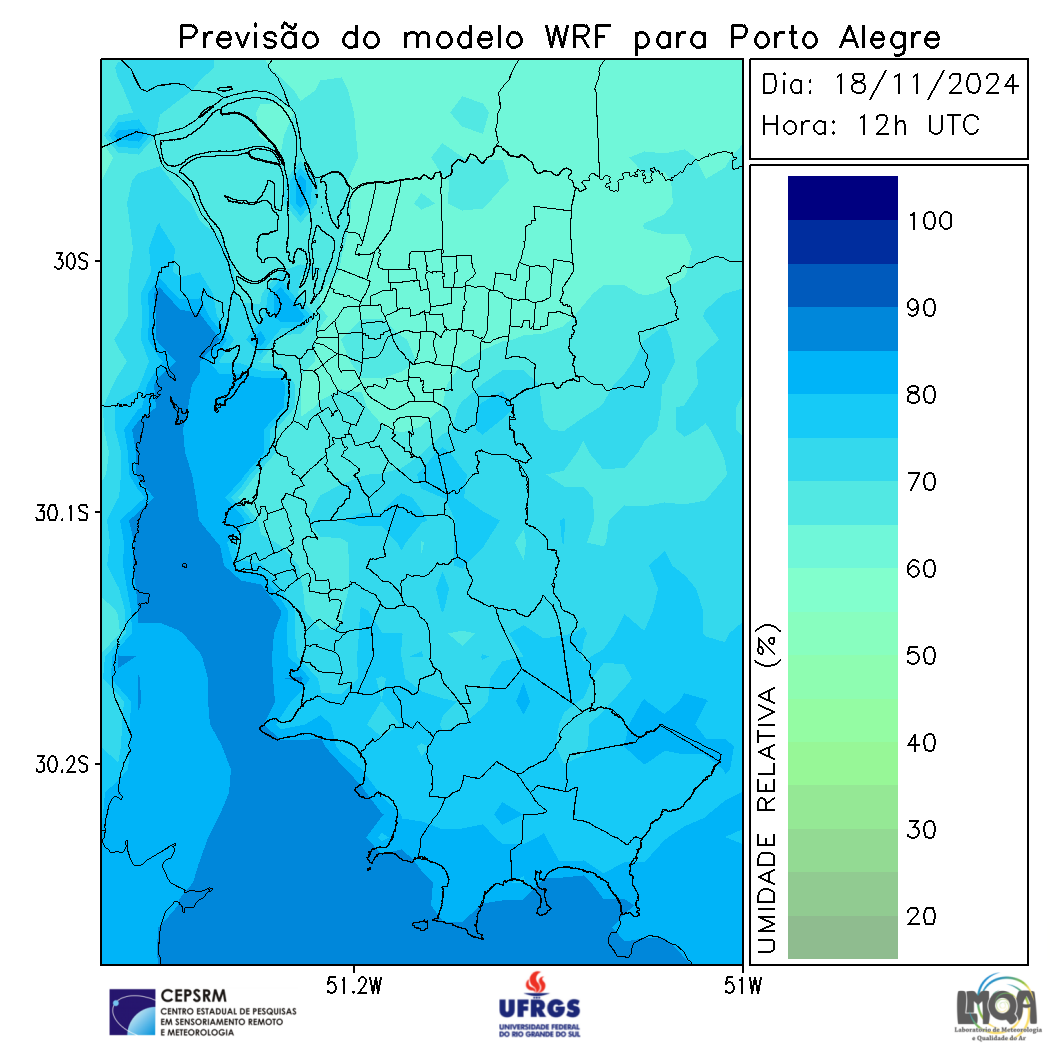 Previsão do modelo WRF para Porto Alegre
Dia: 18/11/2024
Hora: 12h UTC
30S
30.1S
30.2S
51.2W
51W
UMIDADE RELATIVA (%)
100
90
80
70
60
50
40
30
20
CEPSRM
CENTRO ESTADUAL DE PESQUISAS
EM SENSORIAMENTO REMOTO
E METEOROLOGIA
UFRGS
UNIVERSIDADE FEDERAL
DO RIO GRANDE DO SUL
LMQA
Laboratório de Meteorologia
e Qualidade do Ar